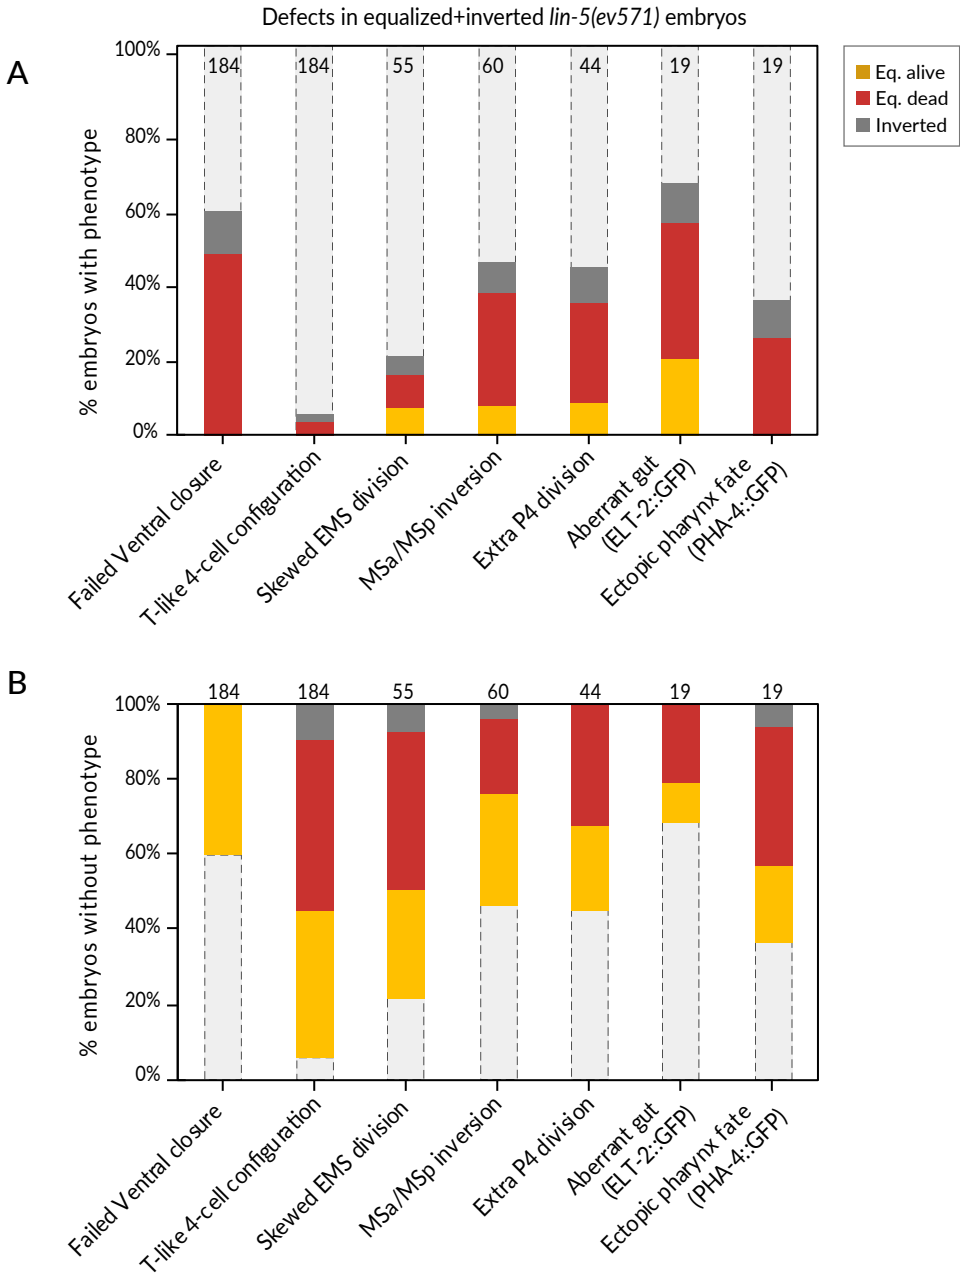 Defects in equalized+inverted lin-5(ev571) embryos
A
% embryos with phenotype
100%
80%
60%
40%
20%
0%
184 184 55 60 44 19 19
Eq. alive
Eq. dead
Inverted
Failed Ventral closure
T-like 4-cell configuration
Skewed EMS division
MSa/MSp inversion
Extra P4 division
Aberrant gut
(ELT-2::GFP)
Ectopic pharynx fate
(PHA-4::GFP)
B
% embryos without phenotype
184 184 55 60 44 19 19
100%
80%
60%
40%
20%
0%
Failed Ventral closure
T-like 4-cell configuration
Skewed EMS division
MSa/MSp inversion
Extra P4 division
Aberrant gut
(ELT-2::GFP)
Ectopic pharynx fate
(PHA-4::GFP)